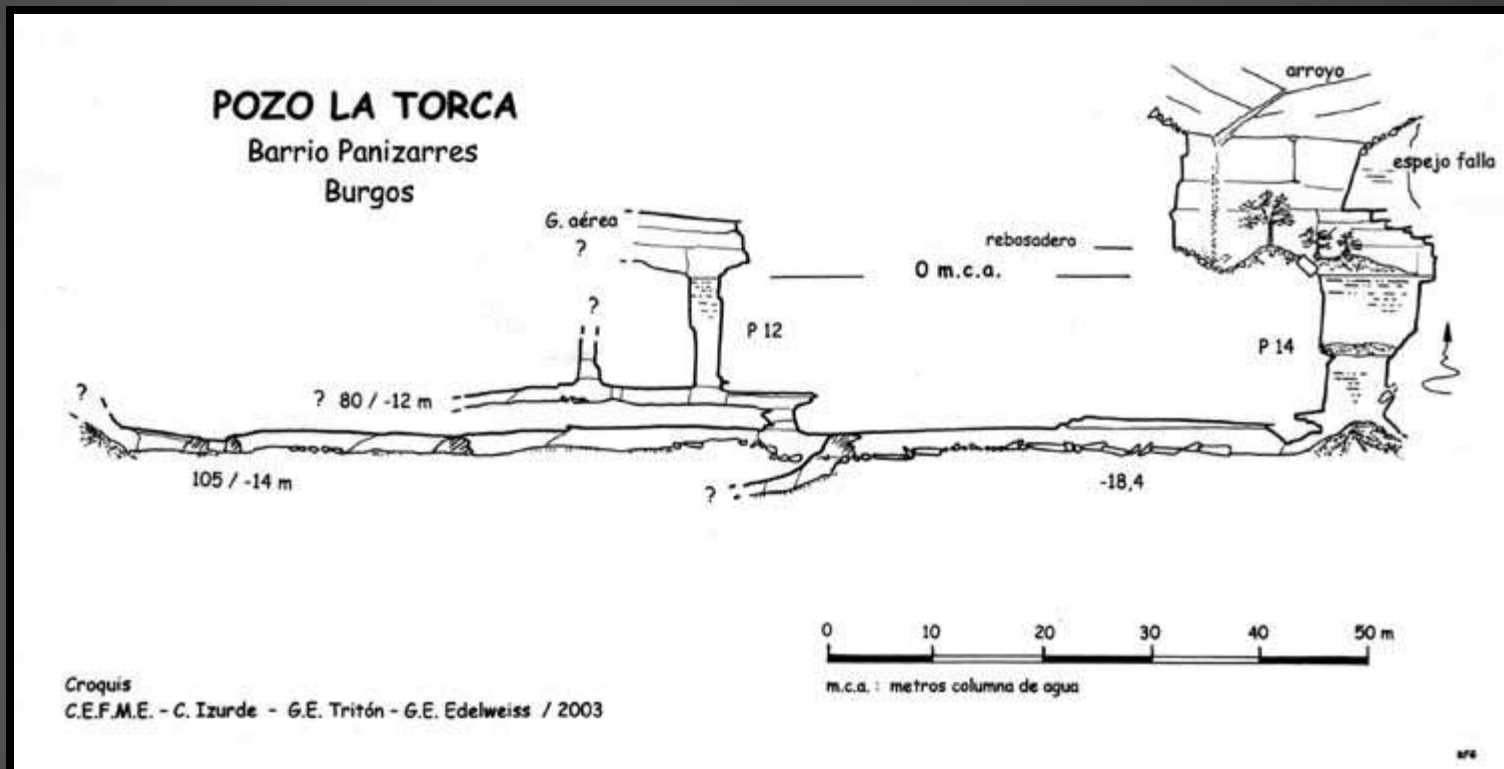 POZO LA TORCA
Barrio Panizarres
Burgos
arroyo
espejo falla
G. aérea
?
rebosadero
0 m.c.a.
?
P 12
P 14
?
? 80 / -12 m
105 / -14 m
?
-18,4
0 10 20 30 40 50 m
m.c.a. : metros columna de agua
Croquis
C.E.F.M.E. - C. Izurde - G.E. Tritón - G.E. Edelweiss / 2003